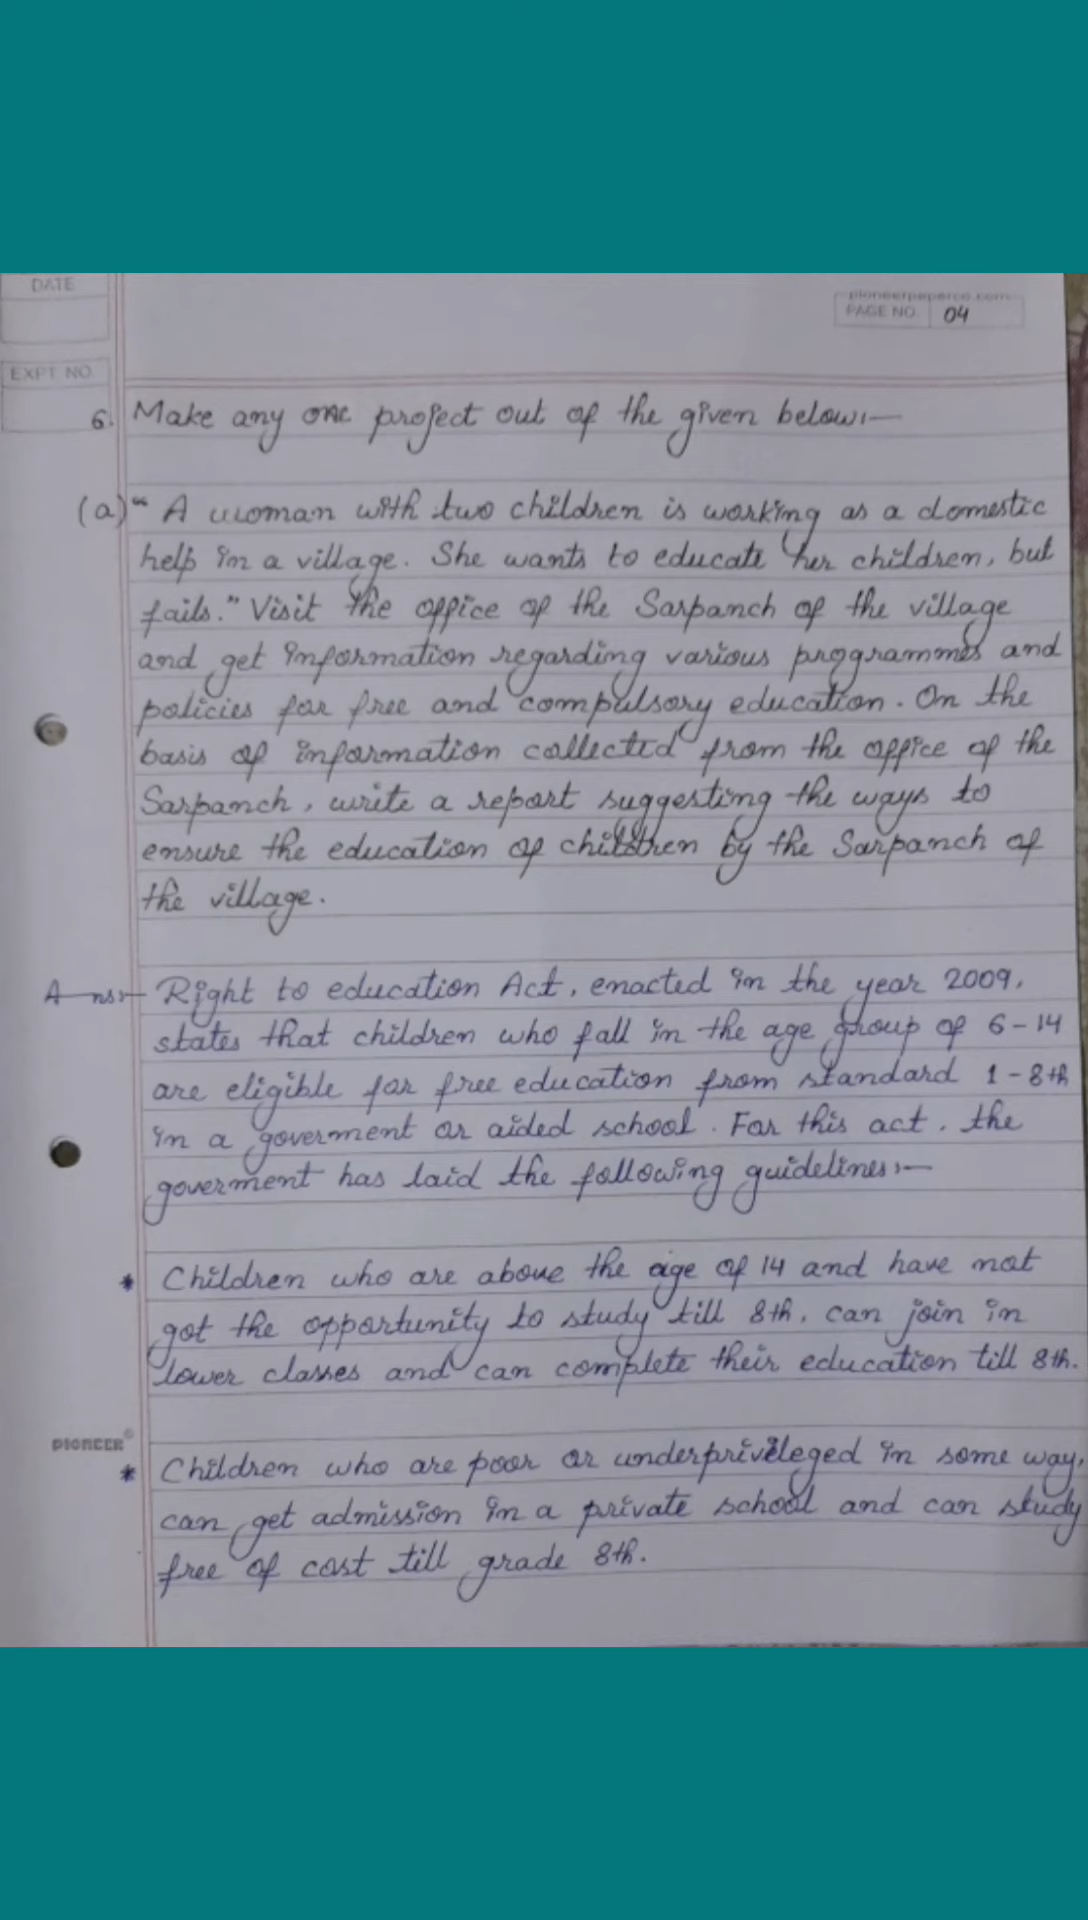 DATE
pioneerpaperco.com
PAGE NO. 04
EXPT. NO.
6. Make any one project out of the given below:-
(a) "A woman with two children is working as a domestic
help in a village. She wants to educate her children, but
fails." Visit the office of the Sarpanch of the village
and get information regarding various programmes and
policies for free and compulsory education. On the
basis of information collected from the office of the
Sarpanch, write a report suggesting the ways to
ensure the education of children by the Sarpanch of
the village.
Ans:- Right to education Act, enacted in the year 2009,
states that children who fall in the age group of 6-14
are eligible for free education from standard 1-8th
in a goverment or aided school. For this act, the
goverment has laid the following guidelines:-
* Children who are above the age of 14 and have not
got the opportunity to study till 8th, can join in
lower classes and can complete their education till 8th.
PIONEER®
* Children who are poor or underprivileged in some way,
can get admission in a private school and can study
free of cost till grade 8th.